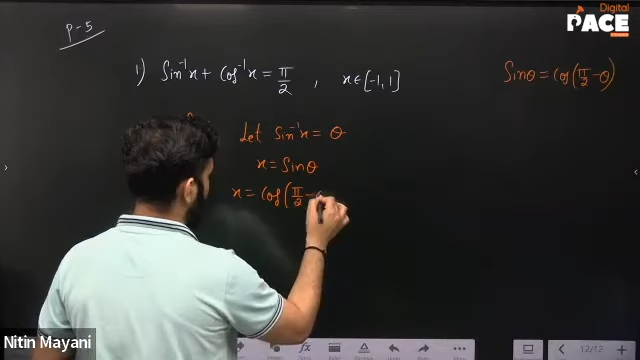 Digital
PACE
P-5
1) Sin⁻¹x + Cos⁻¹x = π/2 , x ∈ [-1, 1]
Sinθ = Cos(π/2 - θ)
Let Sin⁻¹x = θ
x = Sinθ
x = Cos(π/2 -
Nitin Mayani
12/12